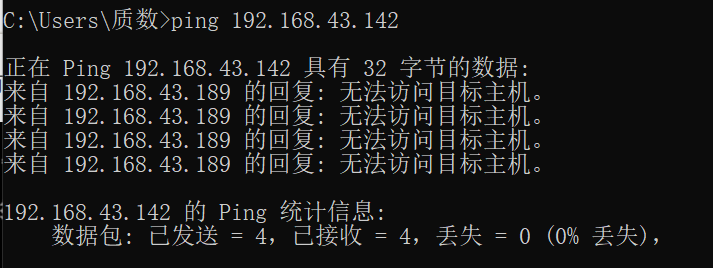 C:\Users\质数>ping 192.168.43.142
正在 Ping 192.168.43.142 具有 32 字节的数据:
来自 192.168.43.189 的回复: 无法访问目标主机。
来自 192.168.43.189 的回复: 无法访问目标主机。
来自 192.168.43.189 的回复: 无法访问目标主机。
来自 192.168.43.189 的回复: 无法访问目标主机。
192.168.43.142 的 Ping 统计信息:
数据包: 已发送 = 4，已接收 = 4，丢失 = 0 (0% 丢失)，